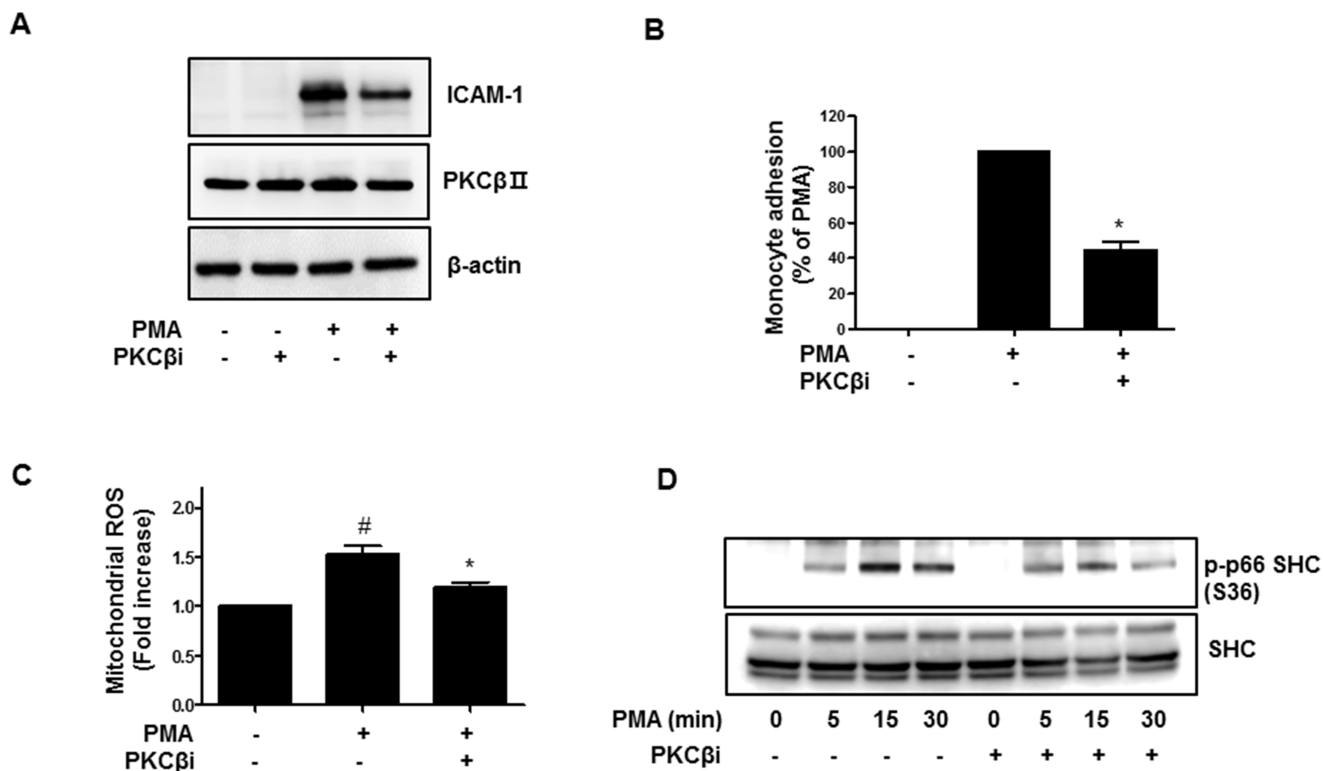 A
ICAM-1
PKCβⅡ
β-actin
PMA - - + +
PKCβi - + - +
B
Monocyte adhesion
(% of PMA)
120
100
80
60
40
20
0
*
PMA - + +
PKCβi - - +
C
Mitochondrial ROS
(Fold increase)
2.0
1.5
1.0
0.5
0.0
#
*
PMA - + +
PKCβi - - +
D
p-p66 SHC
(S36)
SHC
PMA (min) 0 5 15 30 0 5 15 30
PKCβi - - - - + + + +